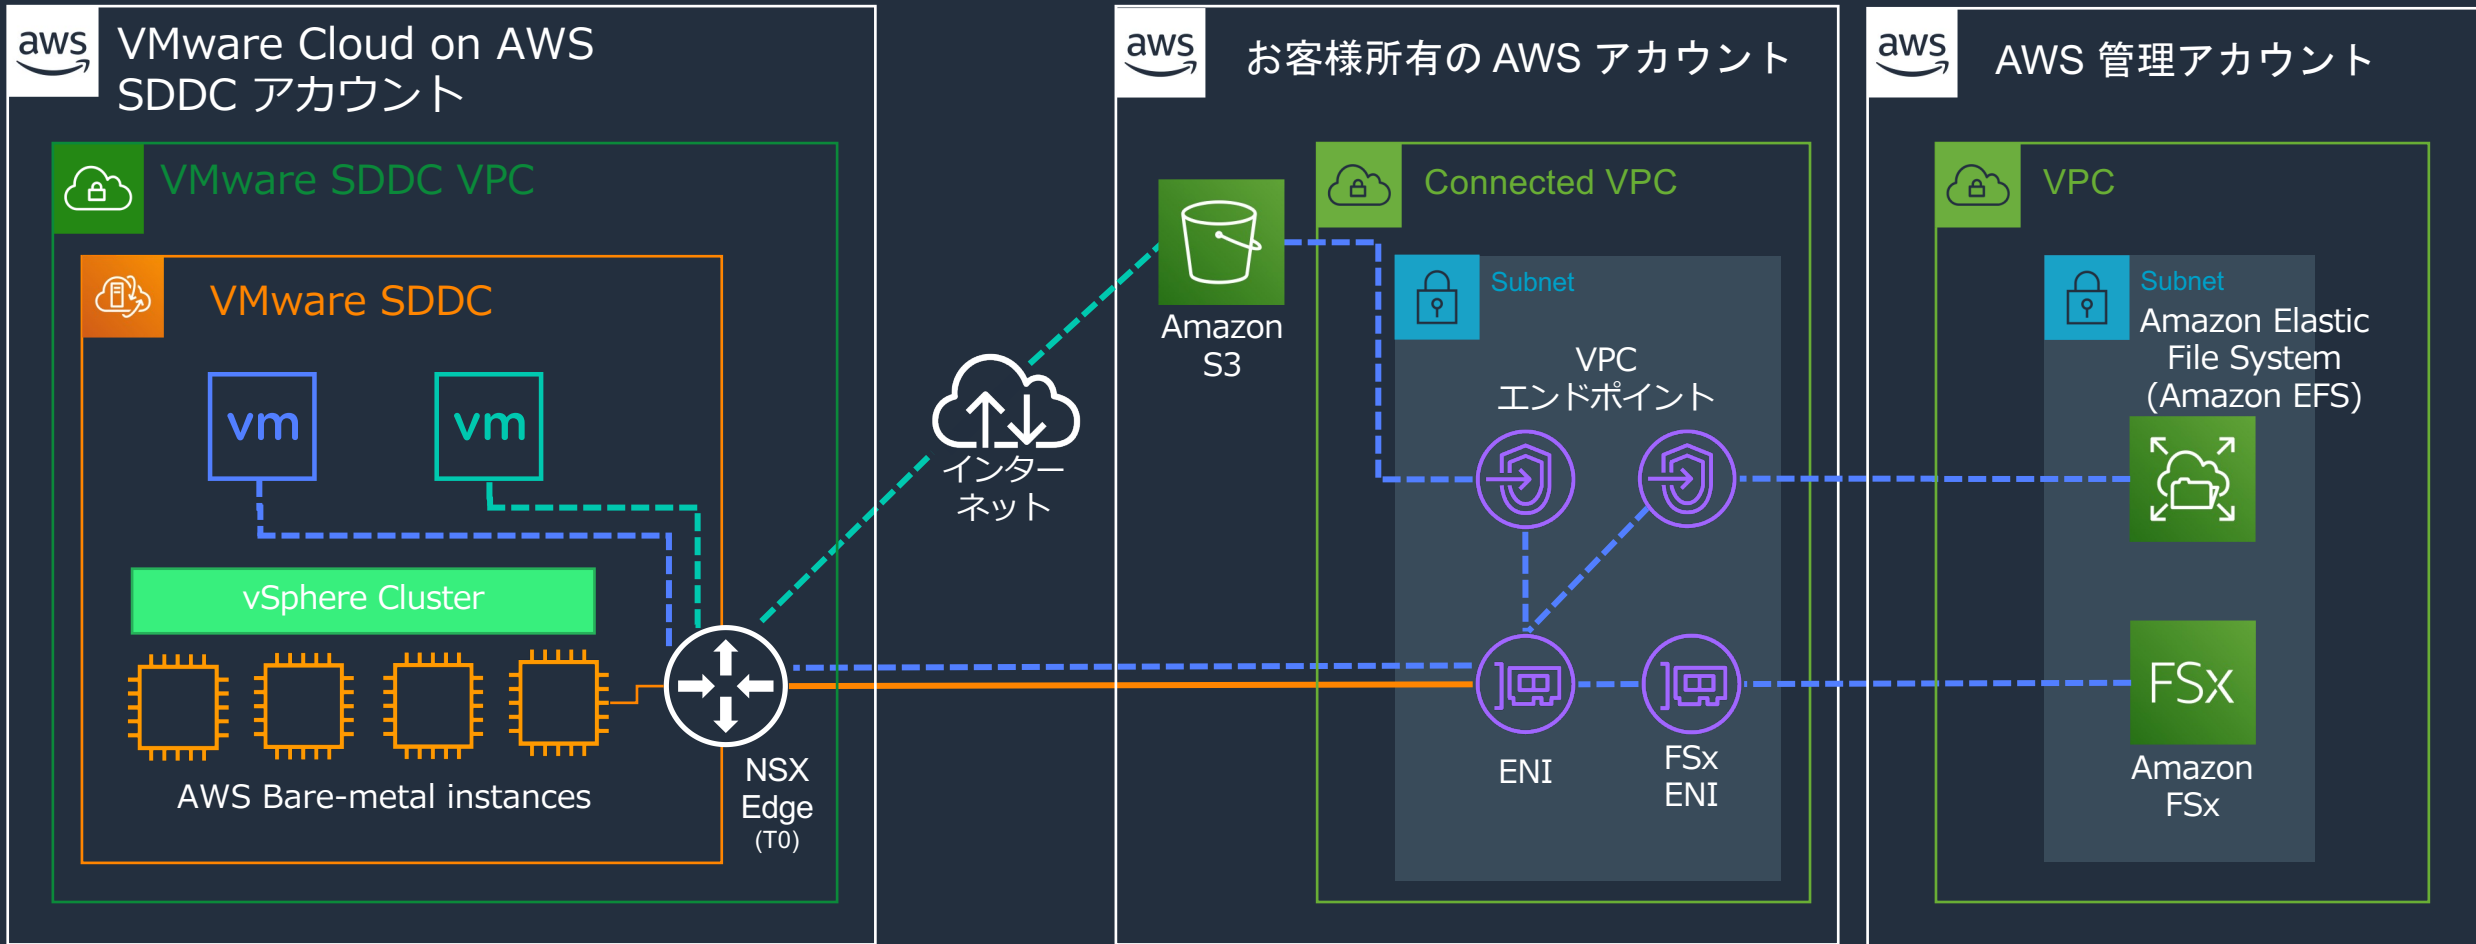 aws
VMware Cloud on AWS
SDDC アカウント
VMware SDDC VPC
VMware SDDC
vm
vm
vSphere Cluster
AWS Bare-metal instances
NSX
Edge
(T0)
インター
ネット
aws
お客様所有の AWS アカウント
Amazon
S3
Connected VPC
Subnet
VPC
エンドポイント
ENI
FSx
ENI
aws
AWS 管理アカウント
VPC
Subnet
Amazon Elastic
File System
(Amazon EFS)
FSx
Amazon
FSx